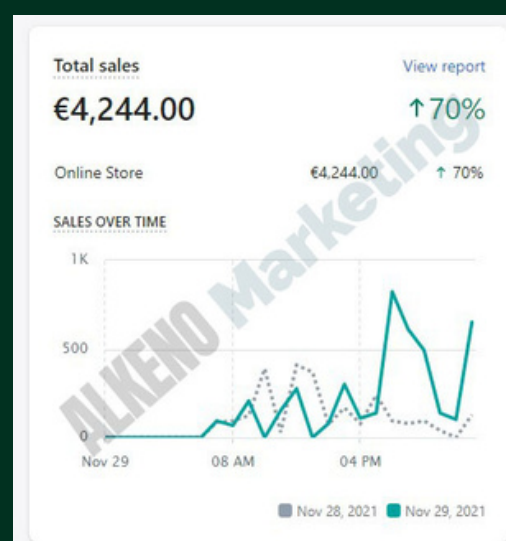 Total sales View report
€4,244.00 ↑70%
Online Store €4,244.00 ↑ 70%
SALES OVER TIME
1K
500
0
Nov 29 08 AM 04 PM
Nov 28, 2021 Nov 29, 2021
ALKENO Marketing